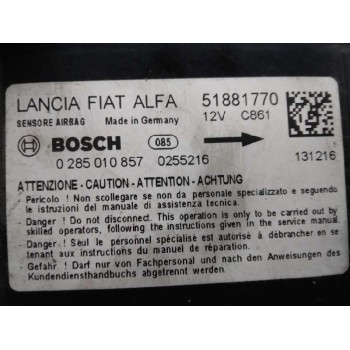 LANCIA FIAT ALFA 51881770
SENSORE AIRBAG Made in Germany 12V C861
BOSCH 085
0 285 010 857 0255216 131216
ATTENZIONE - CAUTION - ATTENTION - ACHTUNG
- Pericolo ! Non scollegare se non da personale specializzato e seguendo
le istruzioni del manuale di assistenza tecnica.
- Danger ! Do not disconnect. This operation is only to be carried out by
skilled operators, following the instructions given in the service manual.
- Danger ! Seul le personnel spécialisé est autorisé à débrancher en se
tenant aux instructions du manuel de réparation.
- Gefahr ! Darf nur von Fachpersonal und nach den Anweisungen des
Kundendiensthandbuchs abgetrennt werden.